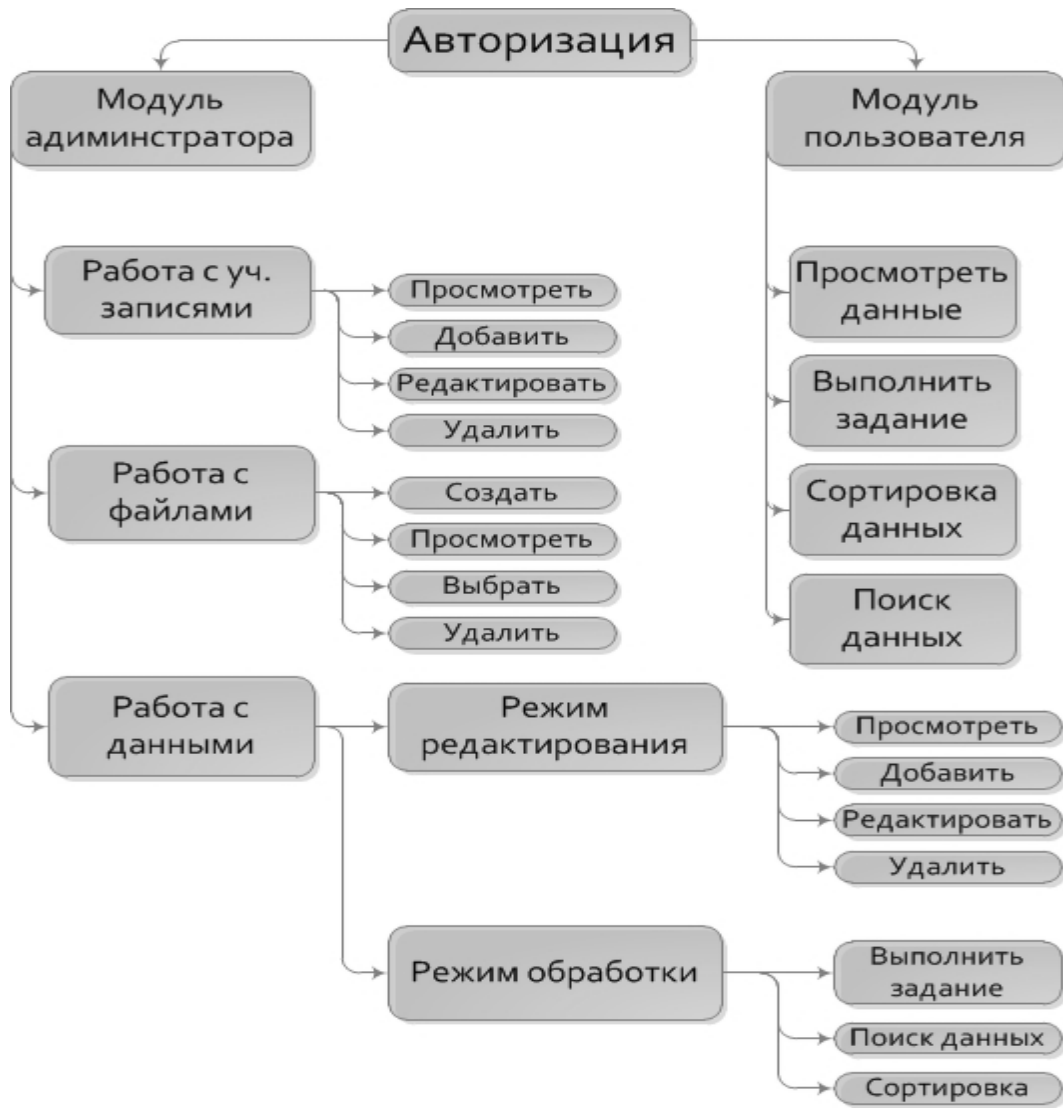 Авторизация
Модуль
адиминстратора
Модуль
пользователя
Работа с уч.
записями
Просмотреть
Добавить
Редактировать
Удалить
Работа с
файлами
Создать
Просмотреть
Выбрать
Удалить
Просмотреть
данные
Выполнить
задание
Сортировка
данных
Поиск
данных
Работа с
данными
Режим
редактирования
Просмотреть
Добавить
Редактировать
Удалить
Режим обработки
Выполнить
задание
Поиск данных
Сортировка